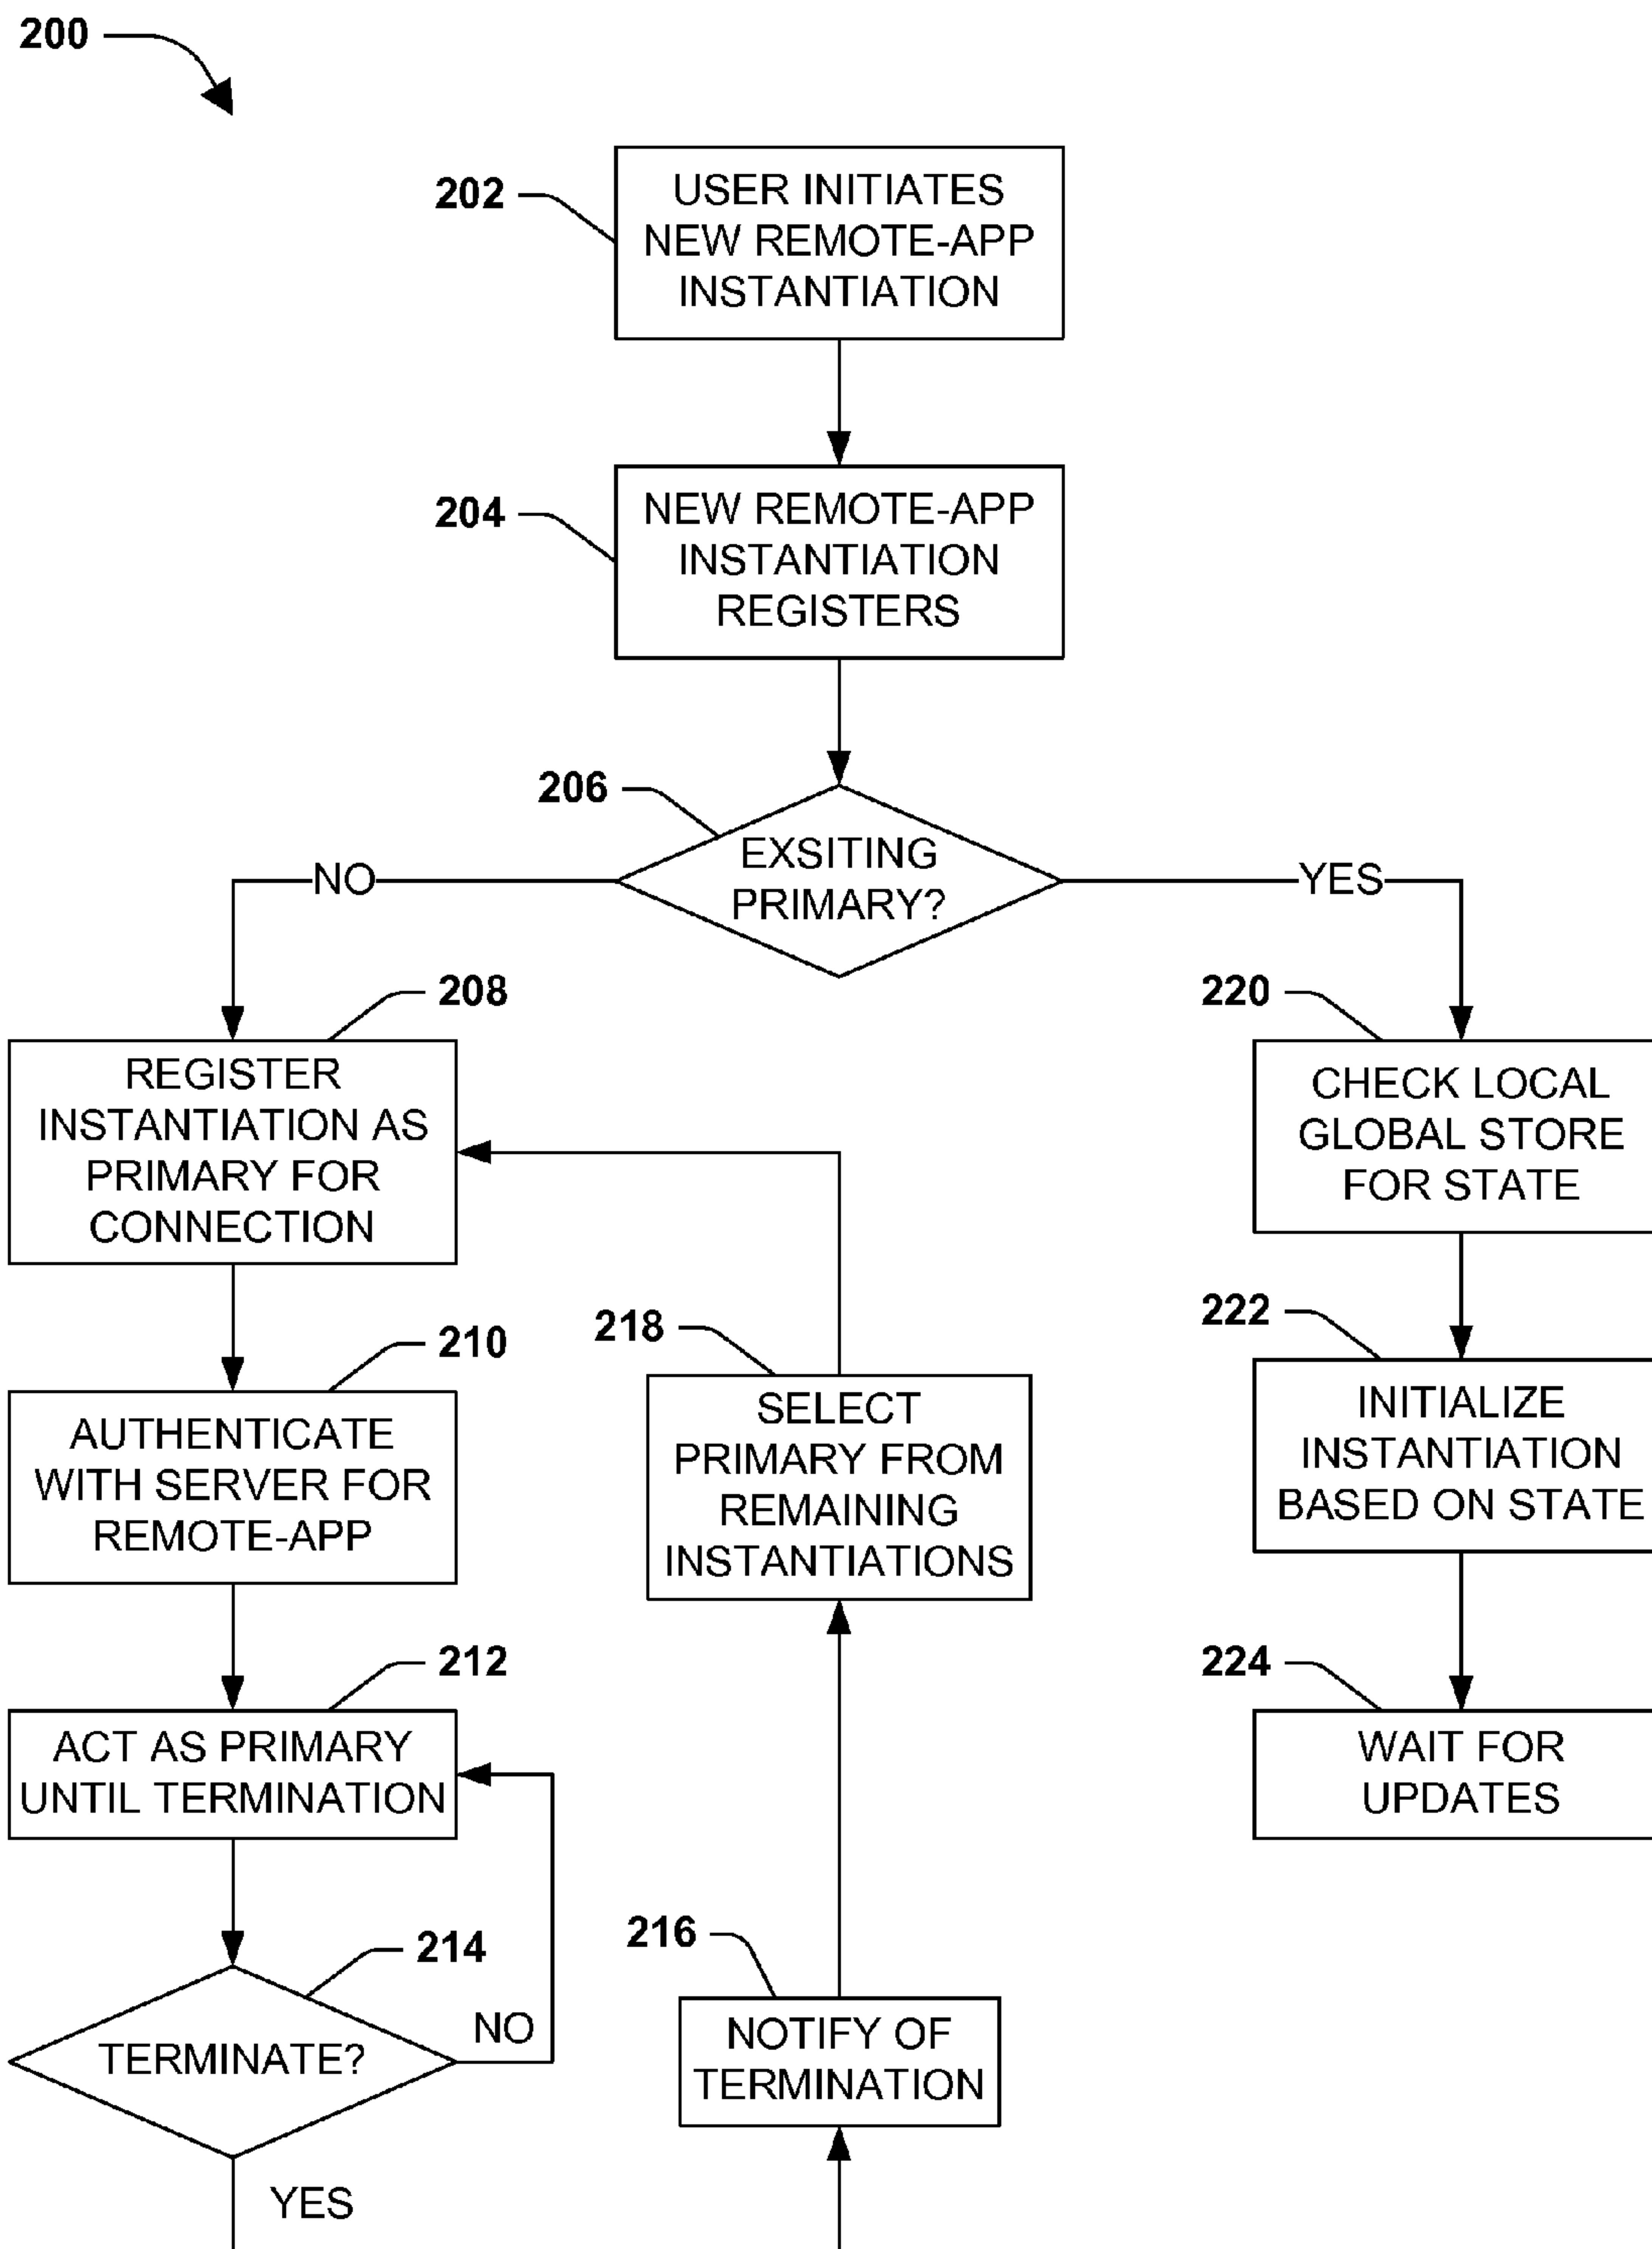 200
202
USER INITIATES
NEW REMOTE-APP
INSTANTIATION
204
NEW REMOTE-APP
INSTANTIATION
REGISTERS
206
EXSITING
PRIMARY?
NO
YES
208
REGISTER
INSTANTIATION AS
PRIMARY FOR
CONNECTION
210
AUTHENTICATE
WITH SERVER FOR
REMOTE-APP
212
ACT AS PRIMARY
UNTIL TERMINATION
214
TERMINATE?
NO
YES
216
NOTIFY OF
TERMINATION
218
SELECT
PRIMARY FROM
REMAINING
INSTANTIATIONS
220
CHECK LOCAL
GLOBAL STORE
FOR STATE
222
INITIALIZE
INSTANTIATION
BASED ON STATE
224
WAIT FOR
UPDATES